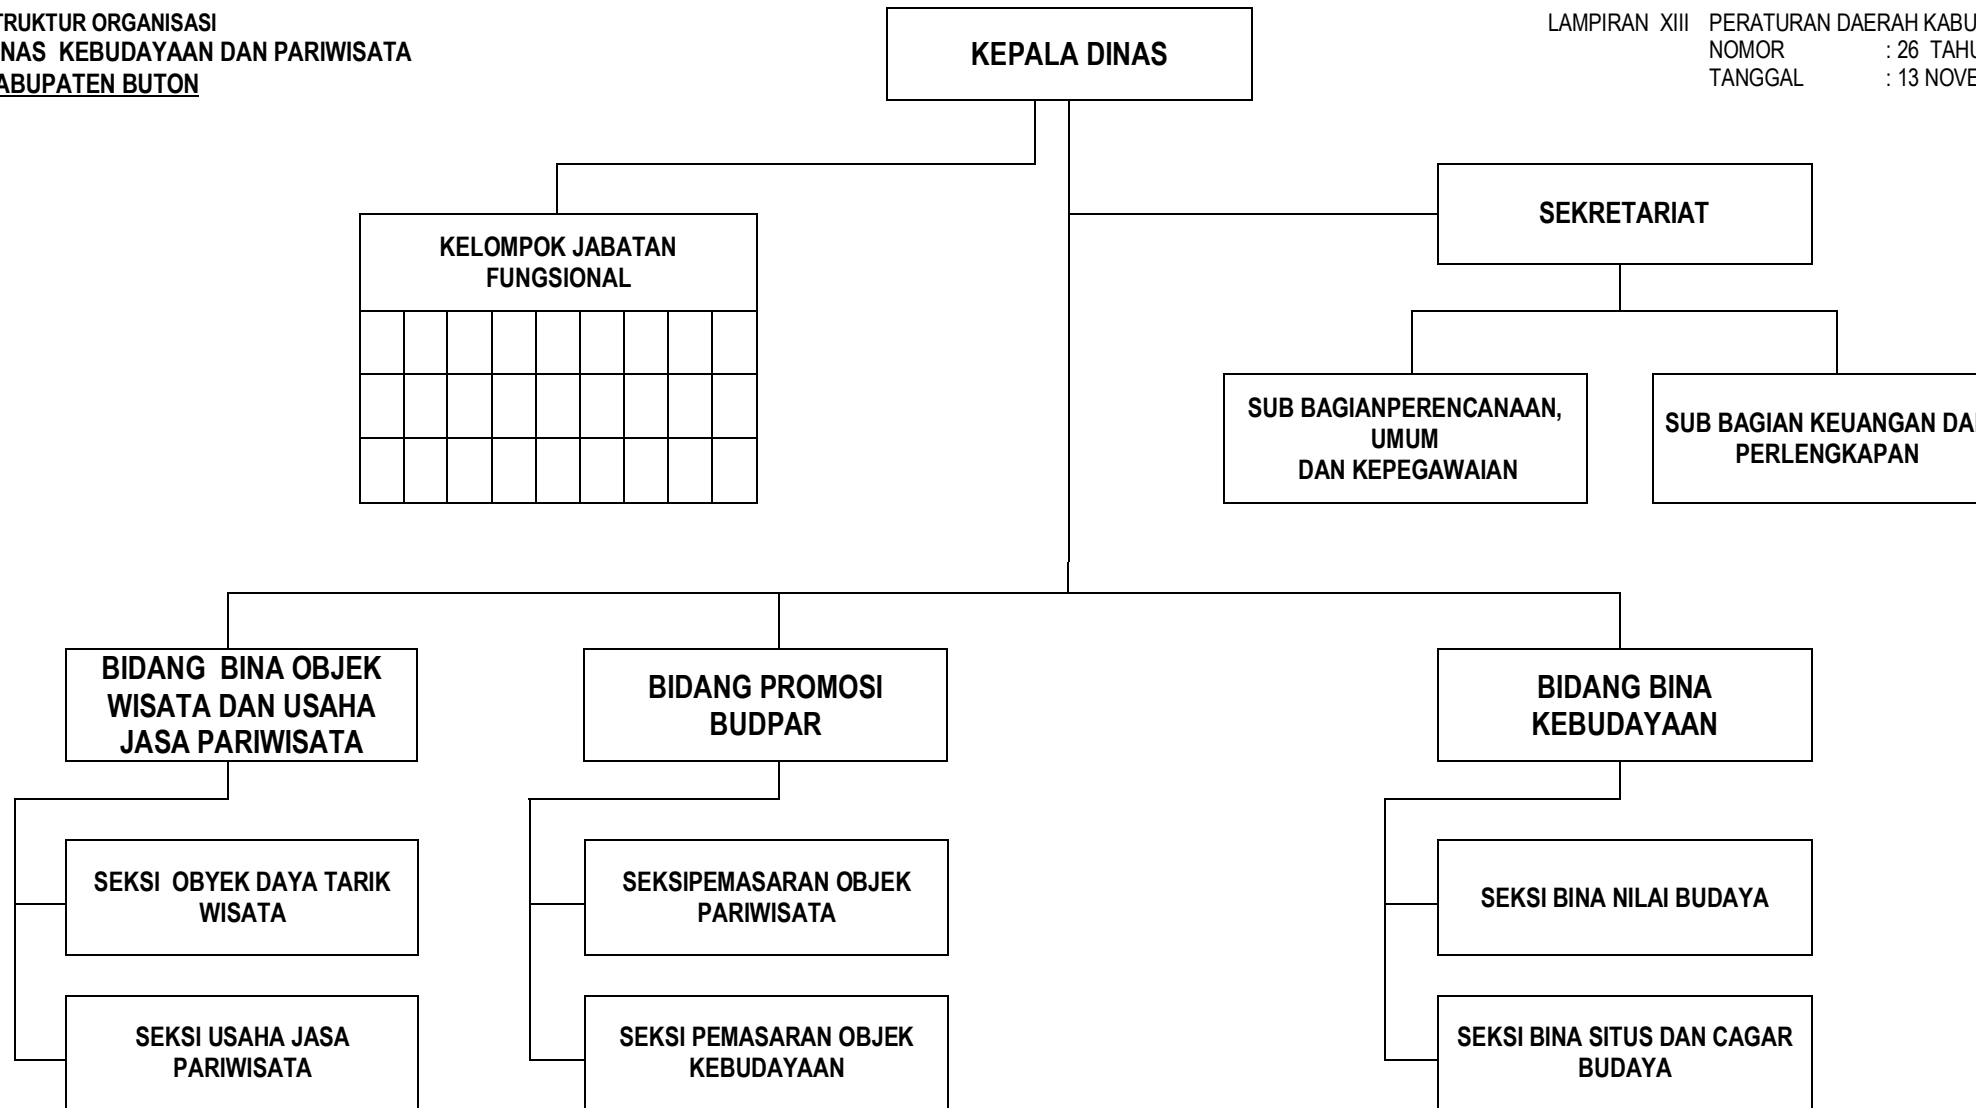 TRUKTUR ORGANISASI
NAS KEBUDAYAAN DAN PARIWISATA
ABUPATEN BUTON
KEPALA DINAS
LAMPIRAN XIII PERATURAN DAERAH KABU
NOMOR : 26 TAHU
TANGGAL : 13 NOVE
SEKRETARIAT
KELOMPOK JABATAN
FUNGSIONAL
SUB BAGIANPERENCANAAN,
UMUM
DAN KEPEGAWAIAN
SUB BAGIAN KEUANGAN DA
PERLENGKAPAN
BIDANG BINA OBJEK
WISATA DAN USAHA
JASA PARIWISATA
BIDANG PROMOSI
BUDPAR
BIDANG BINA
KEBUDAYAAN
SEKSI OBYEK DAYA TARIK
WISATA
SEKSIPEMASARAN OBJEK
PARIWISATA
SEKSI BINA NILAI BUDAYA
SEKSI USAHA JASA
PARIWISATA
SEKSI PEMASARAN OBJEK
KEBUDAYAAN
SEKSI BINA SITUS DAN CAGAR
BUDAYA